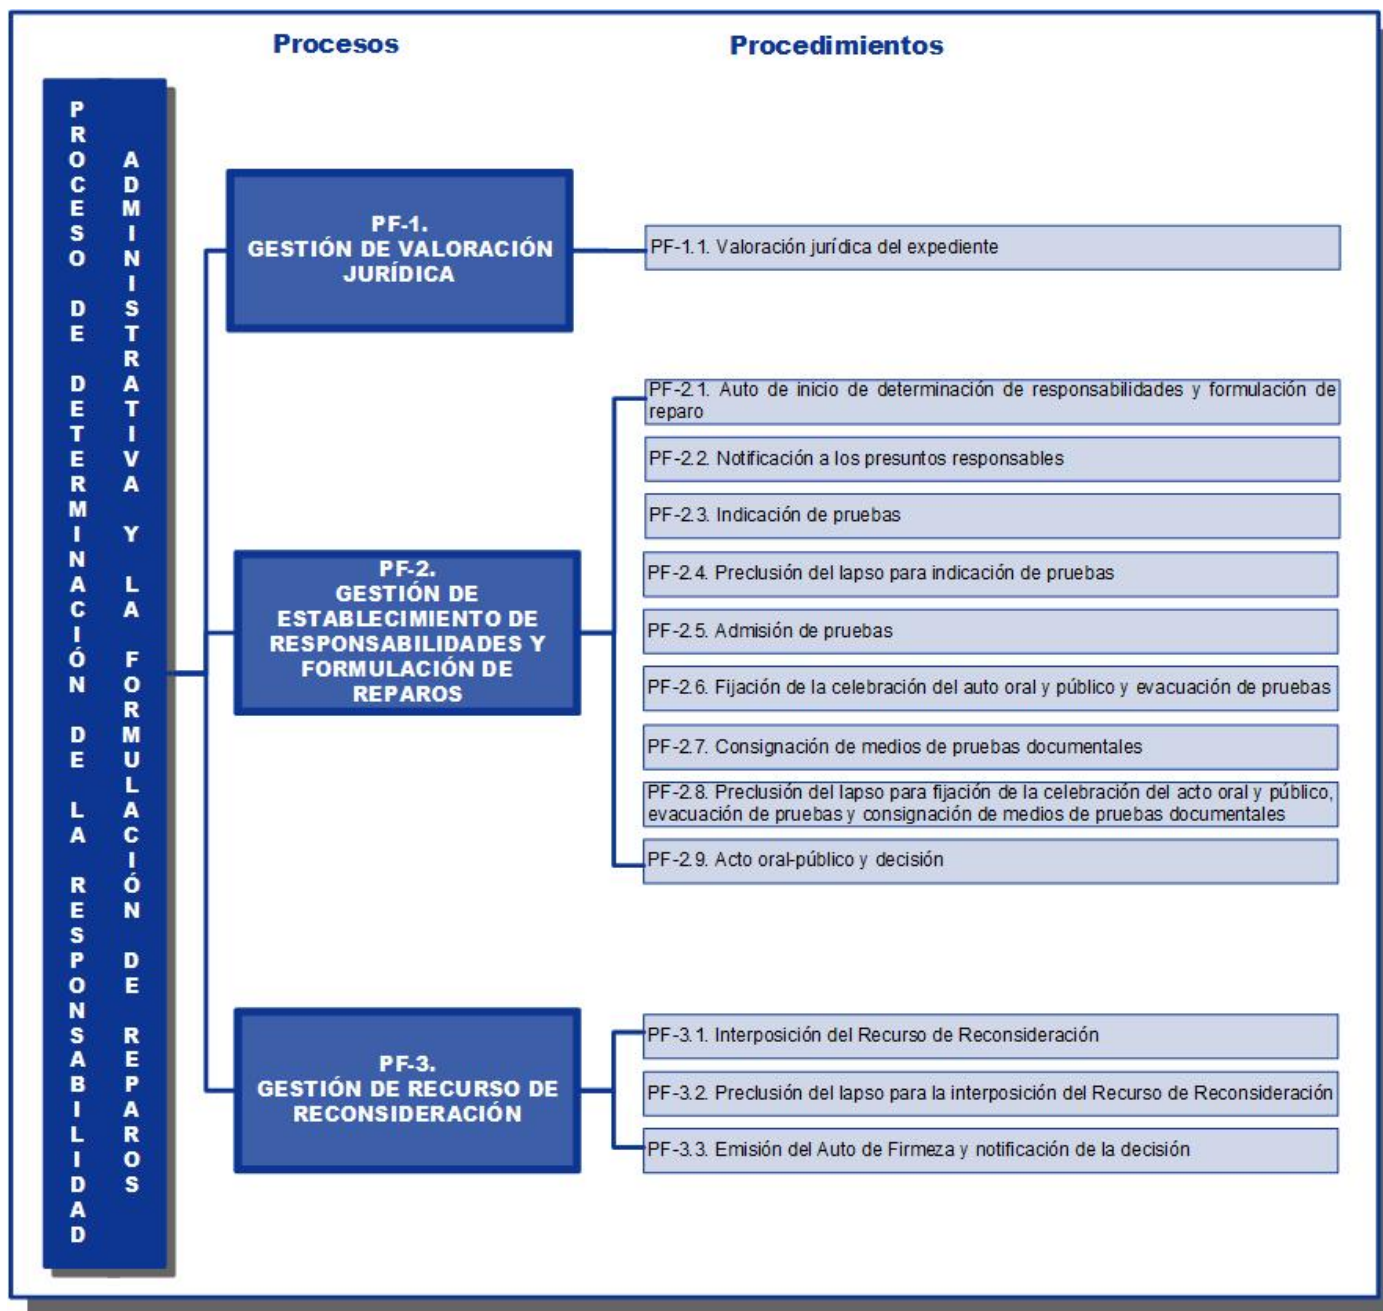 Procesos
Procedimientos
PROCESO DE DETERMINACIÓN DE LA RESPONSABILIDAD
ADMINISTRATIVA Y LA FORMULACIÓN DE REPAROS
PF-1.
GESTIÓN DE VALORACIÓN
JURÍDICA
PF-1.1. Valoración jurídica del expediente
PF-2.
GESTIÓN DE
ESTABLECIMIENTO DE
RESPONSABILIDADES Y
FORMULACIÓN DE
REPAROS
PF-2.1. Auto de inicio de determinación de responsabilidades y formulación de
reparo
PF-2.2. Notificación a los presuntos responsables
PF-2.3. Indicación de pruebas
PF-2.4. Preclusión del lapso para indicación de pruebas
PF-2.5. Admisión de pruebas
PF-2.6. Fijación de la celebración del auto oral y público y evacuación de pruebas
PF-2.7. Consignación de medios de pruebas documentales
PF-2.8. Preclusión del lapso para fijación de la celebración del acto oral y público,
evacuación de pruebas y consignación de medios de pruebas documentales
PF-2.9. Acto oral-público y decisión
PF-3.
GESTIÓN DE RECURSO DE
RECONSIDERACIÓN
PF-3.1. Interposición del Recurso de Reconsideración
PF-3.2. Preclusión del lapso para la interposición del Recurso de Reconsideración
PF-3.3. Emisión del Auto de Firmeza y notificación de la decisión